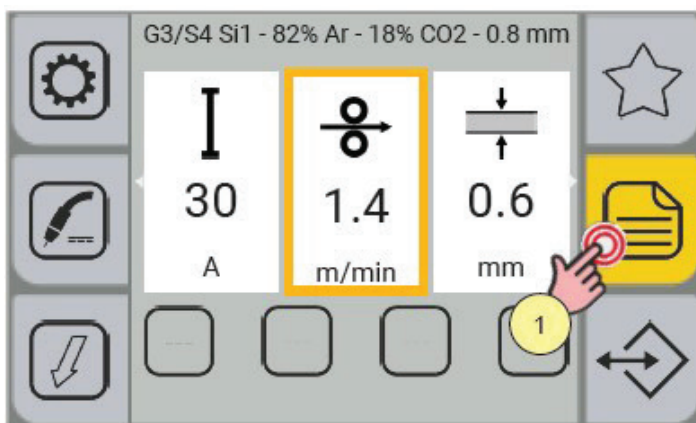 G3/S4 Si1 - 82% Ar - 18% CO2 - 0.8 mm
30 1.4 0.6
A m/min mm
--- --- ---
1